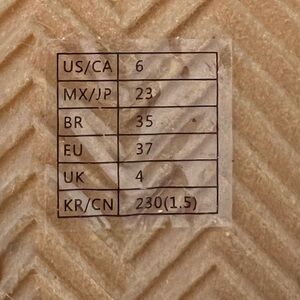 US/CA 6
MX/JP 23
BR 35
EU 37
UK 4
KR/CN 230(1.5)